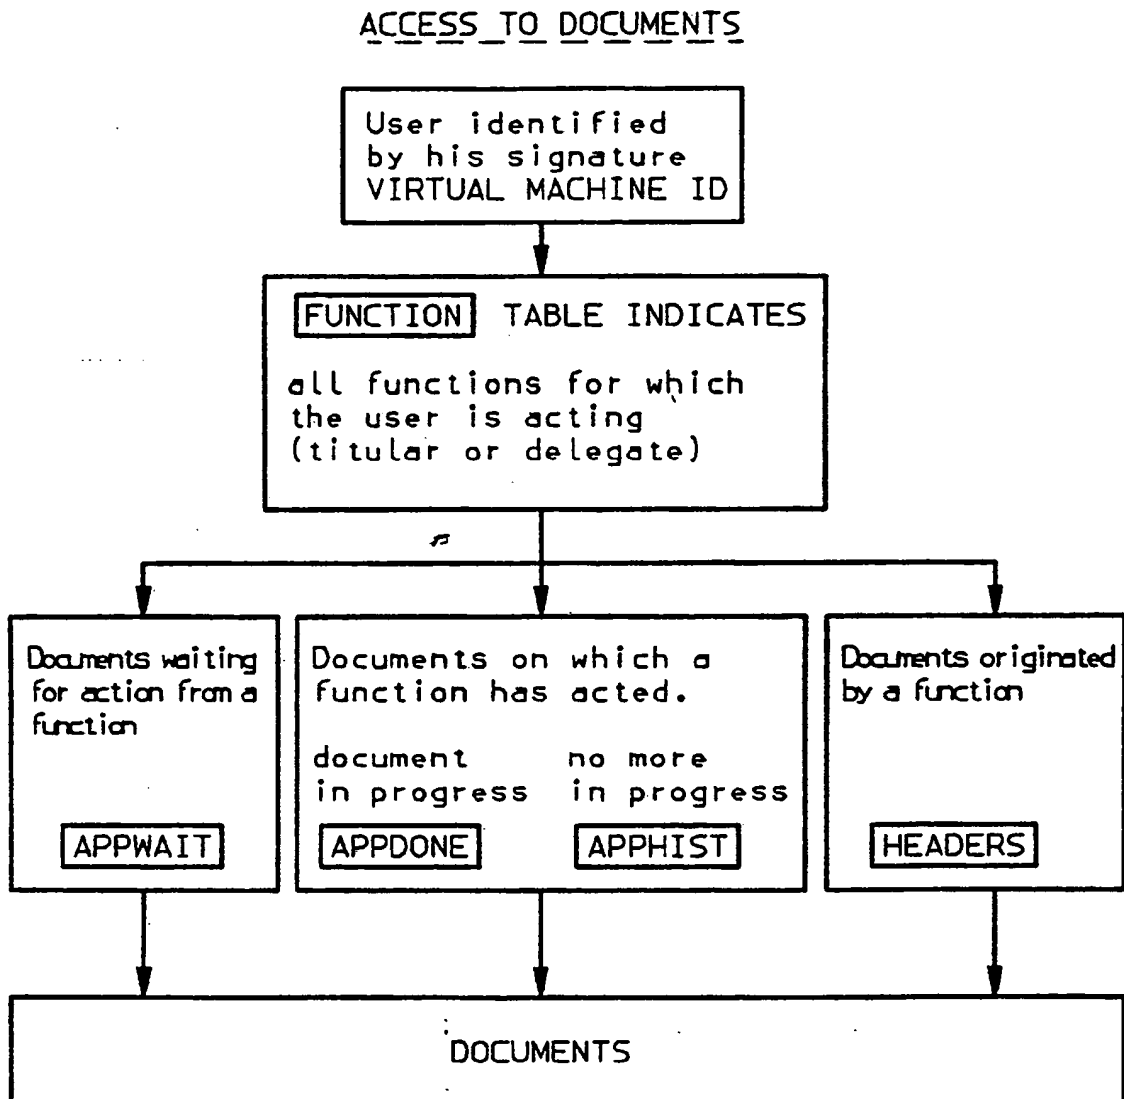 ACCESS TO DOCUMENTS
User identified
by his signature
VIRTUAL MACHINE ID
FUNCTION TABLE INDICATES
all functions for which
the user is acting
(titular or delegate)
Documents waiting
for action from a
function
APPWAIT
Documents on which a
function has acted.
document
in progress
APPDONE
no more
in progress
APPHIST
Documents originated
by a function
HEADERS
DOCUMENTS